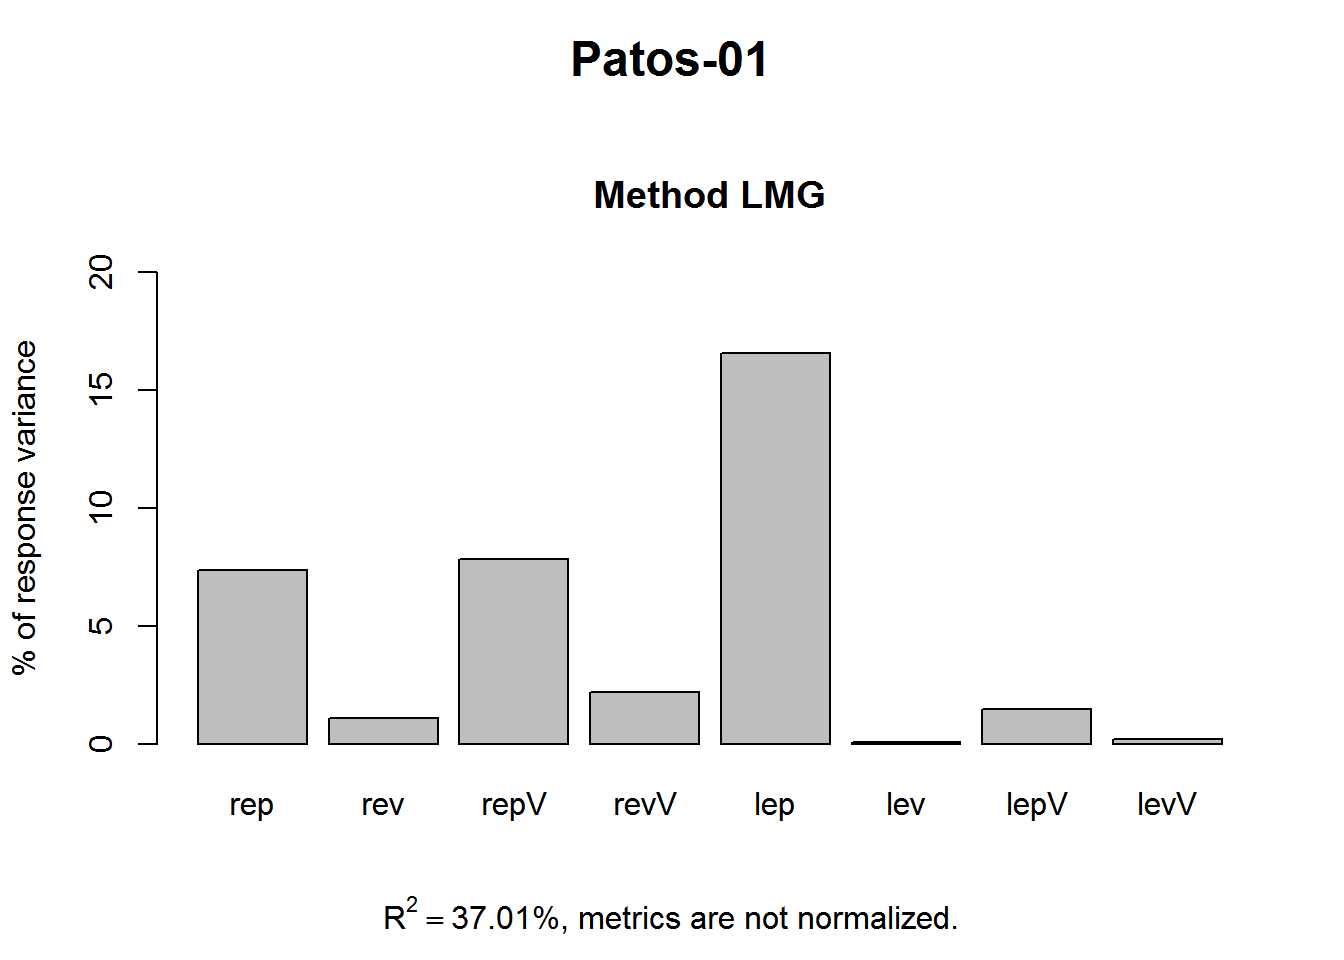 Patos-01
Method LMG
% of response variance
20
15
10
5
0
rep rev repV revV lep lev lepV levV
R² = 37.01%, metrics are not normalized.